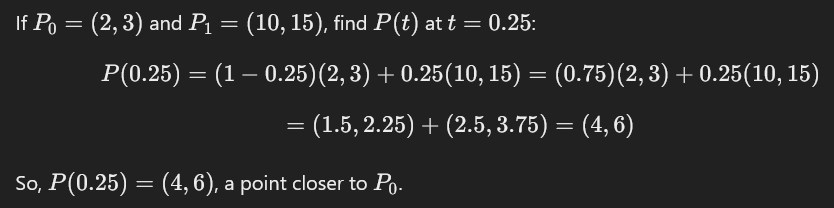 If P₀ = (2, 3) and P₁ = (10, 15), find P(t) at t = 0.25:
P(0.25) = (1 − 0.25)(2, 3) + 0.25(10, 15) = (0.75)(2, 3) + 0.25(10, 15)
= (1.5, 2.25) + (2.5, 3.75) = (4, 6)
So, P(0.25) = (4, 6), a point closer to P₀.